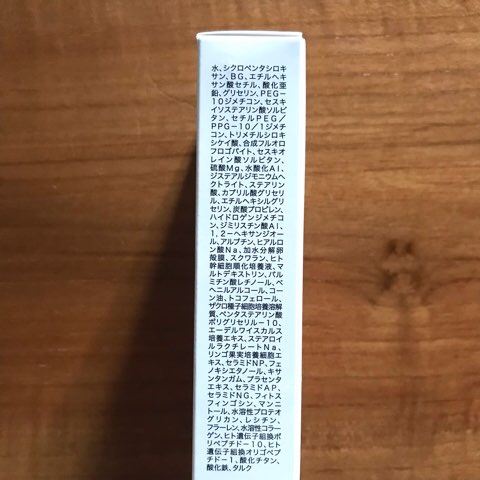 水、シクロペンタシロキ
サン、BG、エチルヘキ
サン酸セチル、酸化亜
鉛、グリセリン、PEG－
10ジメチコン、セスキ
イソステアリン酸ソルビ
タン、セチルPEG／
PPG－10／1ジメチ
コン、トリメチルシロキ
シケイ酸、合成フルオロ
フロゴパイト、セスキオ
レイン酸ソルビタン、
硫酸Mg、水酸化Al、
ジステアルジモニウムヘ
クトライト、ステアリン
酸、カプリル酸グリセリ
ル、エチルヘキシルグリ
セリン、炭酸プロピレン、
ハイドロゲンジメチコ
ン、ジミリスチン酸Al、
1，2－ヘキサンジオー
ル、アルブチン、ヒアルロ
ン酸Na、加水分解卵
殻膜、スクワラン、ヒト
幹細胞順化培養液、マ
ルトデキストリン、パル
ミチン酸レチノール、ベ
ヘニルアルコール、コー
ン油、トコフェロール、
ザクロ種子細胞培養溶解
質、ペンタステアリン酸
ポリグリセリル－10、
エーデルワイスカルス
培養エキス、ステアロイ
ルラクチレートNa、
リンゴ果実培養細胞エ
キス、セラミドNP、フェ
ノキシエタノール、キサ
ンタンガム、プラセンタ
エキス、セラミドAP、
セラミドNG、フィトス
フィンゴシン、マンニ
トール、水溶性プロテオ
グリカン、レシチン、
フラーレン、水溶性コラー
ゲン、ヒト遺伝子組換ポ
リペプチド－10、ヒト
遺伝子組換オリゴペプ
チド－1、酸化チタン、
酸化鉄、タルク